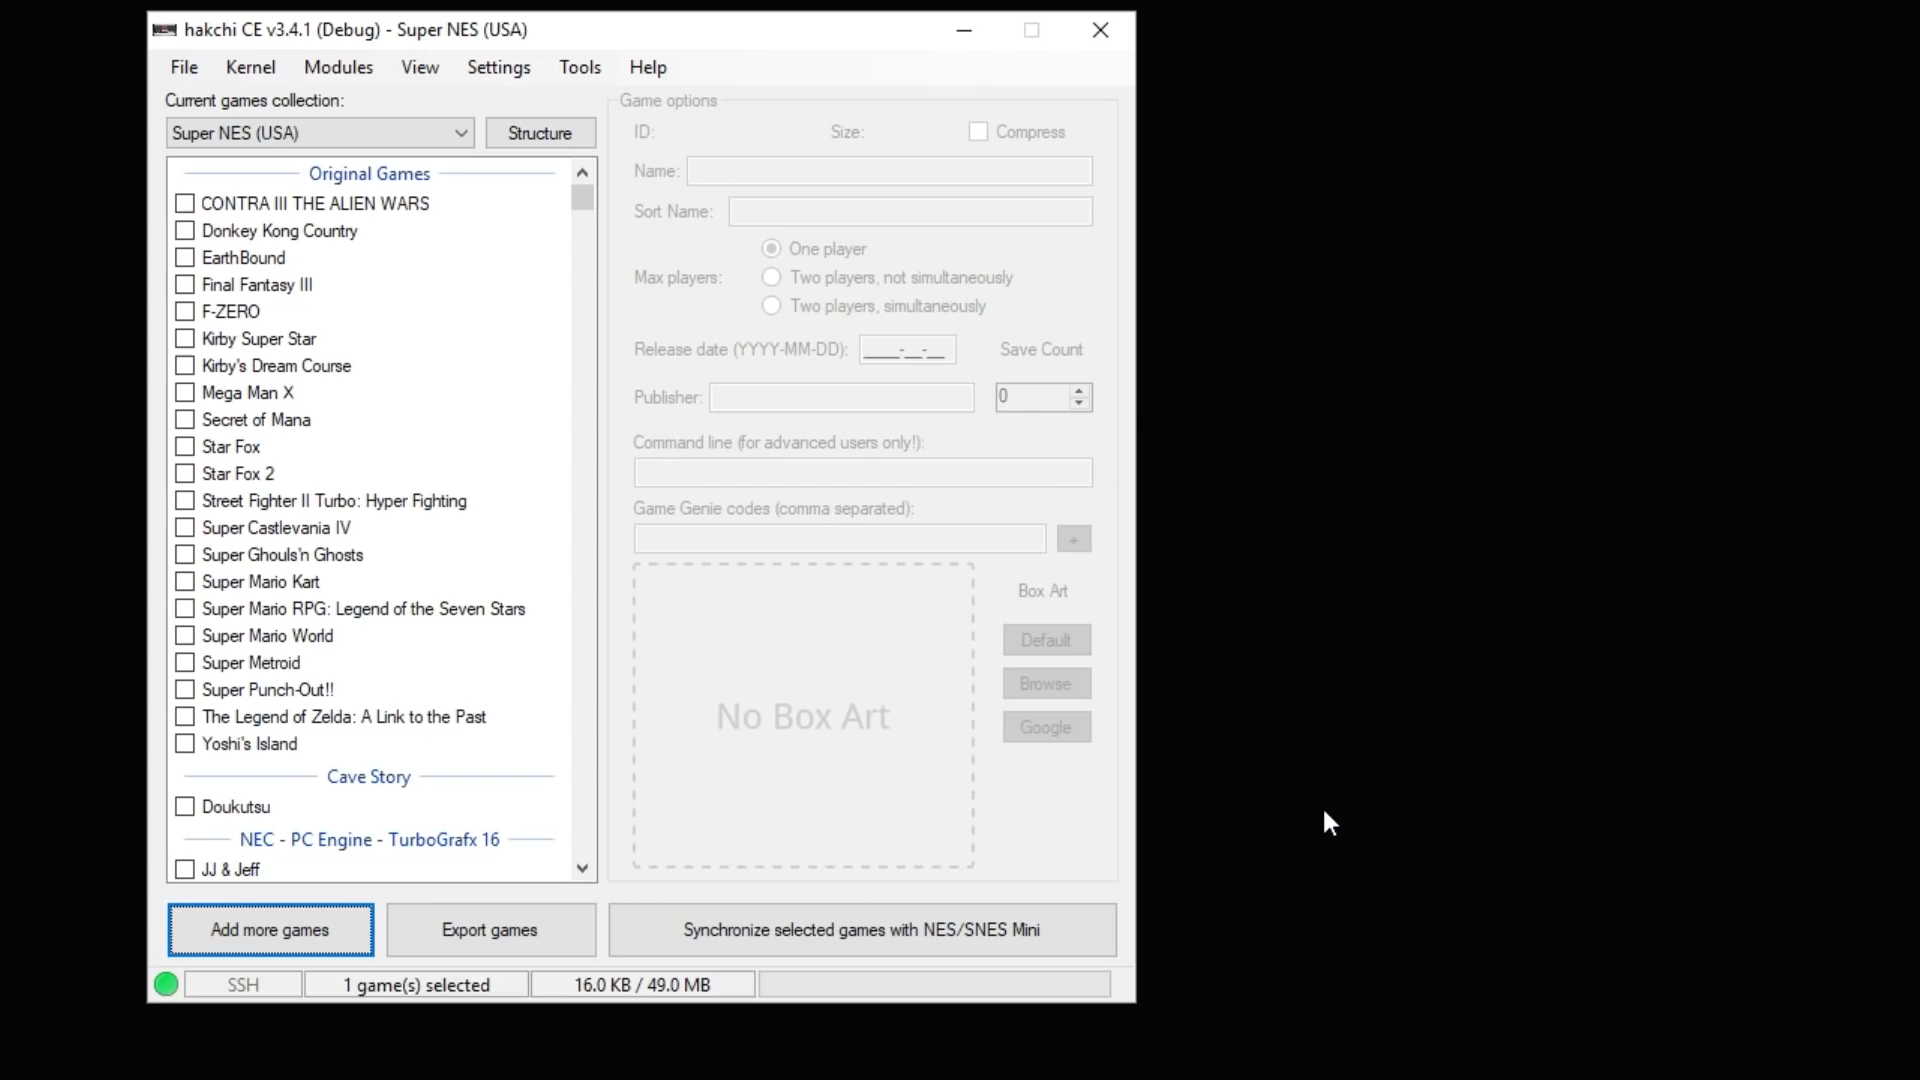 hakchi CE v3.4.1 (Debug) - Super NES (USA)
File Kernel Modules View Settings Tools Help
Current games collection:
Super NES (USA)
Structure
Original Games
CONTRA III THE ALIEN WARS
Donkey Kong Country
EarthBound
Final Fantasy III
F-ZERO
Kirby Super Star
Kirby's Dream Course
Mega Man X
Secret of Mana
Star Fox
Star Fox 2
Street Fighter II Turbo: Hyper Fighting
Super Castlevania IV
Super Ghouls'n Ghosts
Super Mario Kart
Super Mario RPG: Legend of the Seven Stars
Super Mario World
Super Metroid
Super Punch-Out!!
The Legend of Zelda: A Link to the Past
Yoshi's Island
Cave Story
Doukutsu
NEC - PC Engine - TurboGrafx 16
JJ & Jeff
Game options
ID: Size: Compress
Name:
Sort Name:
One player
Max players: Two players, not simultaneously
Two players, simultaneously
Release date (YYYY-MM-DD): ____-__-__ Save Count
Publisher: 0
Command line (for advanced users only!):
Game Genie codes (comma separated):
+
Box Art
Default
Browse
Google
No Box Art
Add more games
Export games
Synchronize selected games with NES/SNES Mini
SSH
1 game(s) selected
16.0 KB / 49.0 MB